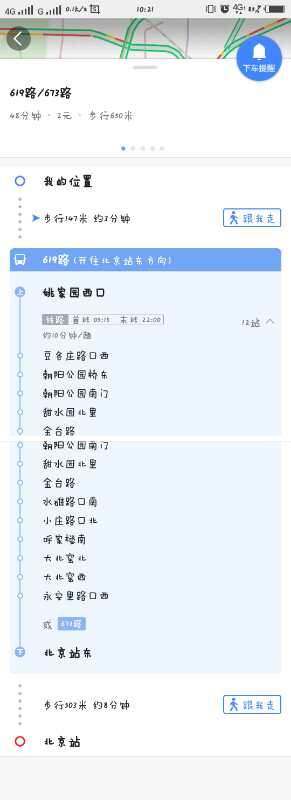 4G G 0.1k/s 10:21 4G
下车提醒
619路/673路
48分钟 · 2元 · 步行650米
我的位置
步行147米 约3分钟 跟我走
619路 (开往北京站东方向)
上 姚家园西口
线路 首班 05:15 末班 22:00 12站
约10分钟/趟
豆各庄路口西
朝阳公园桥东
朝阳公园南门
甜水园北里
金台路
朝阳公园南门
甜水园北里
金台路
水碓路口南
小庄路口北
呼家楼南
大北窑北
大北窑西
永安里路口西
或 673路
下 北京站东
步行503米 约8分钟 跟我走
北京站